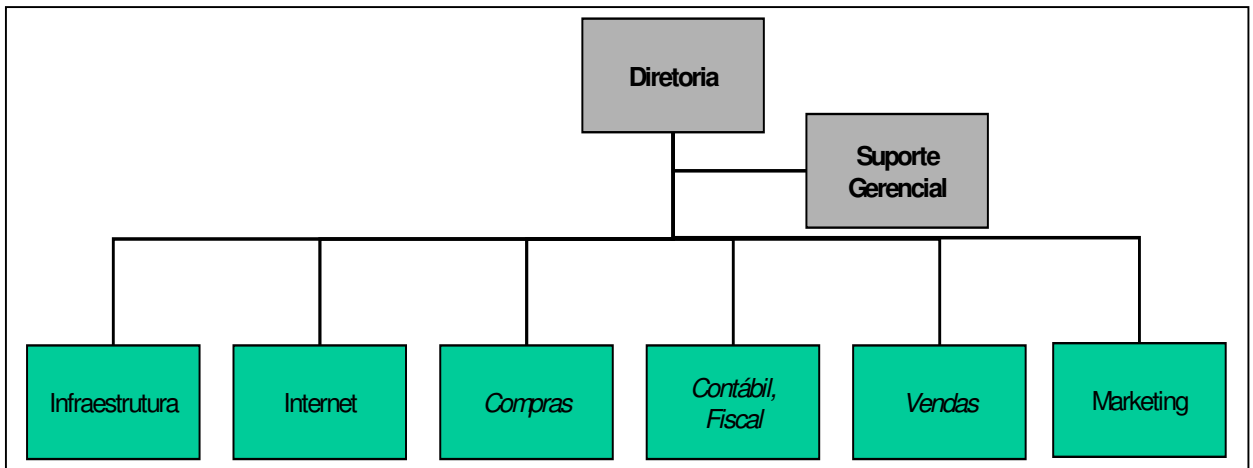 Diretoria
Suporte
Gerencial
Infraestrutura
Internet
Compras
Contábil,
Fiscal
Vendas
Marketing